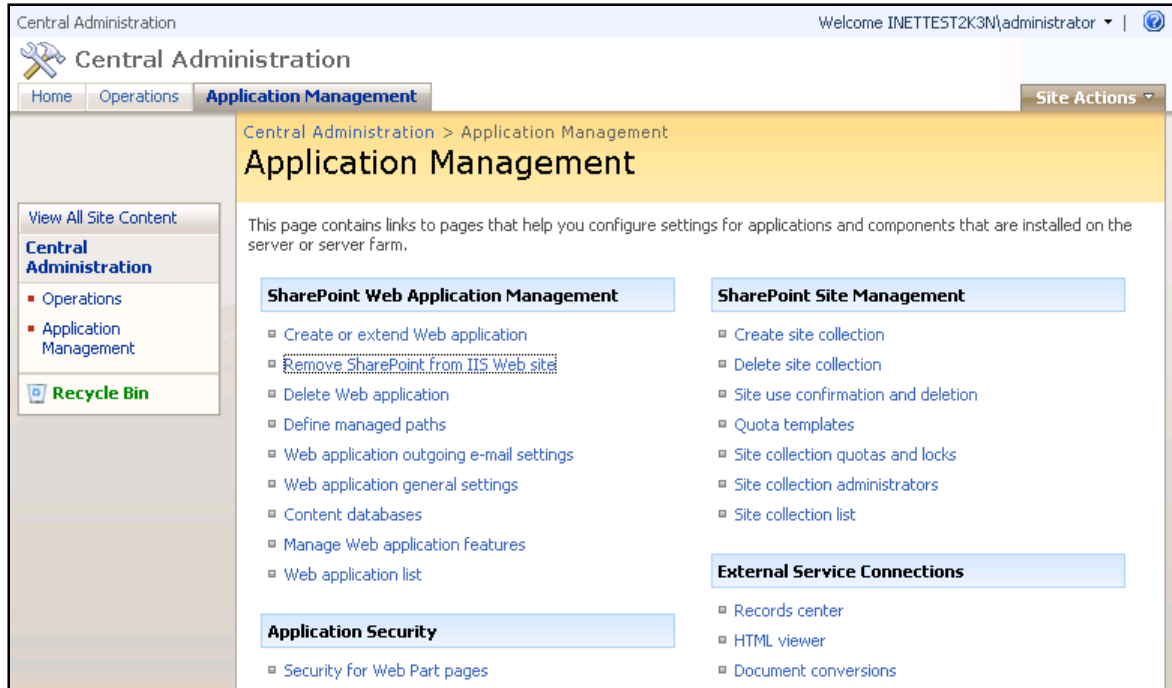 Central Administration
Welcome INETTEST2K3N\administrator
Central Administration
Home
Operations
Application Management
Site Actions
Central Administration > Application Management
Application Management
View All Site Content
Central
Administration
Operations
Application
Management
Recycle Bin
This page contains links to pages that help you configure settings for applications and components that are installed on the
server or server farm.
SharePoint Web Application Management
Create or extend Web application
Remove SharePoint from IIS Web site
Delete Web application
Define managed paths
Web application outgoing e-mail settings
Web application general settings
Content databases
Manage Web application features
Web application list
Application Security
Security for Web Part pages
SharePoint Site Management
Create site collection
Delete site collection
Site use confirmation and deletion
Quota templates
Site collection quotas and locks
Site collection administrators
Site collection list
External Service Connections
Records center
HTML viewer
Document conversions